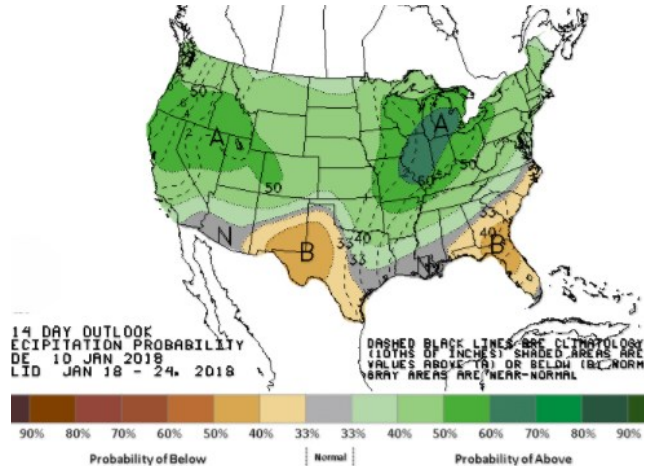 50
A
A
50
60
50
N
B
33
40
33
N
33
40
B
14 DAY OUTLOOK
ECIPITATION PROBABILITY
DE 10 JAN 2018
LID JAN 18 - 24, 2018
DASHED BLACK LINES ARE CLIMATOLOGY
(10THS OF INCHES) SHADED AREAS ARE
VALUES ABOVE (A) OR BELOW (B) NORM
GRAY AREAS ARE NEAR-NORMAL
90% 80% 70% 60% 50% 40% 33% 33% 40% 50% 60% 70% 80% 90%
Probability of Below Normal Probability of Above